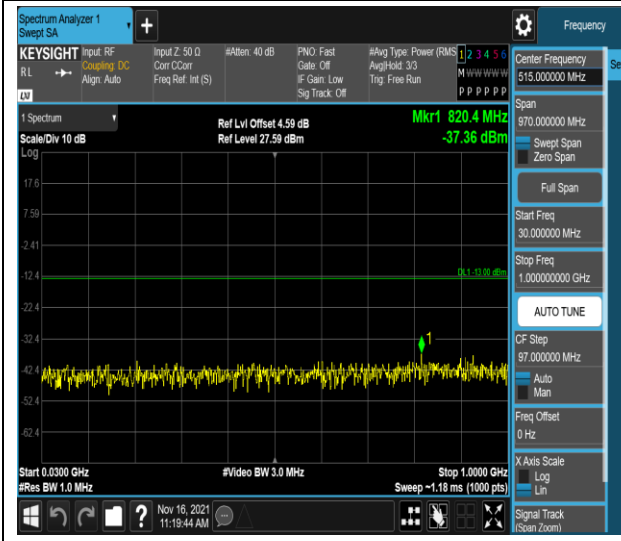 Spectrum Analyzer 1
Swept SA
+
Frequency
KEYSIGHT
RL
Input: RF
Coupling: DC
Align: Auto
Input Z: 50 Ω
Corr CCorr
Freq Ref: Int (S)
#Atten: 40 dB
PNO: Fast
Gate: Off
IF Gain: Low
Sig Track: Off
#Avg Type: Power (RMS
Avg|Hold: 3/3
Trig: Free Run
1 2 3 4 5 6
M W W W W W
P P P P P P
LXI
1 Spectrum
Scale/Div 10 dB
Log
Ref Lvl Offset 4.59 dB
Ref Level 27.59 dBm
Mkr1 820.4 MHz
-37.36 dBm
17.6
7.59
-2.41
-12.4
DL1 -13.00 dBm
-22.4
-32.4
1
-42.4
-52.4
-62.4
Start 0.0300 GHz
#Res BW 1.0 MHz
#Video BW 3.0 MHz
Stop 1.0000 GHz
Sweep ~1.18 ms (1000 pts)
Center Frequency
515.000000 MHz
Se
Span
970.000000 MHz
Swept Span
Zero Span
Full Span
Start Freq
30.000000 MHz
Stop Freq
1.000000000 GHz
AUTO TUNE
CF Step
97.000000 MHz
Auto
Man
Freq Offset
0 Hz
X Axis Scale
Log
Lin
Signal Track
(Span Zoom)
?
Nov 16, 2021
11:19:44 AM